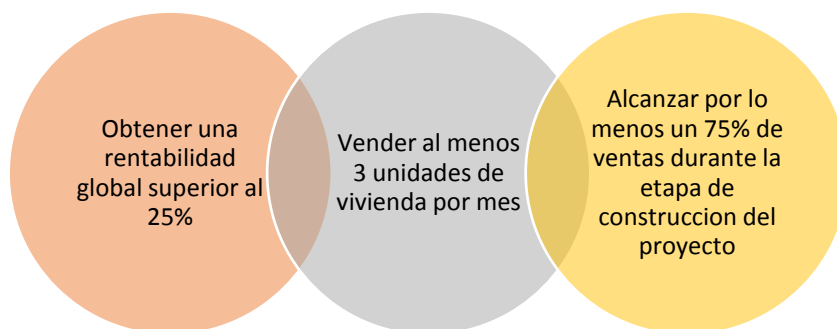 Obtener una
rentabilidad
global superior al
25%
Vender al menos
3 unidades de
vivienda por mes
Alcanzar por lo
menos un 75% de
ventas durante la
etapa de
construccion del
proyecto